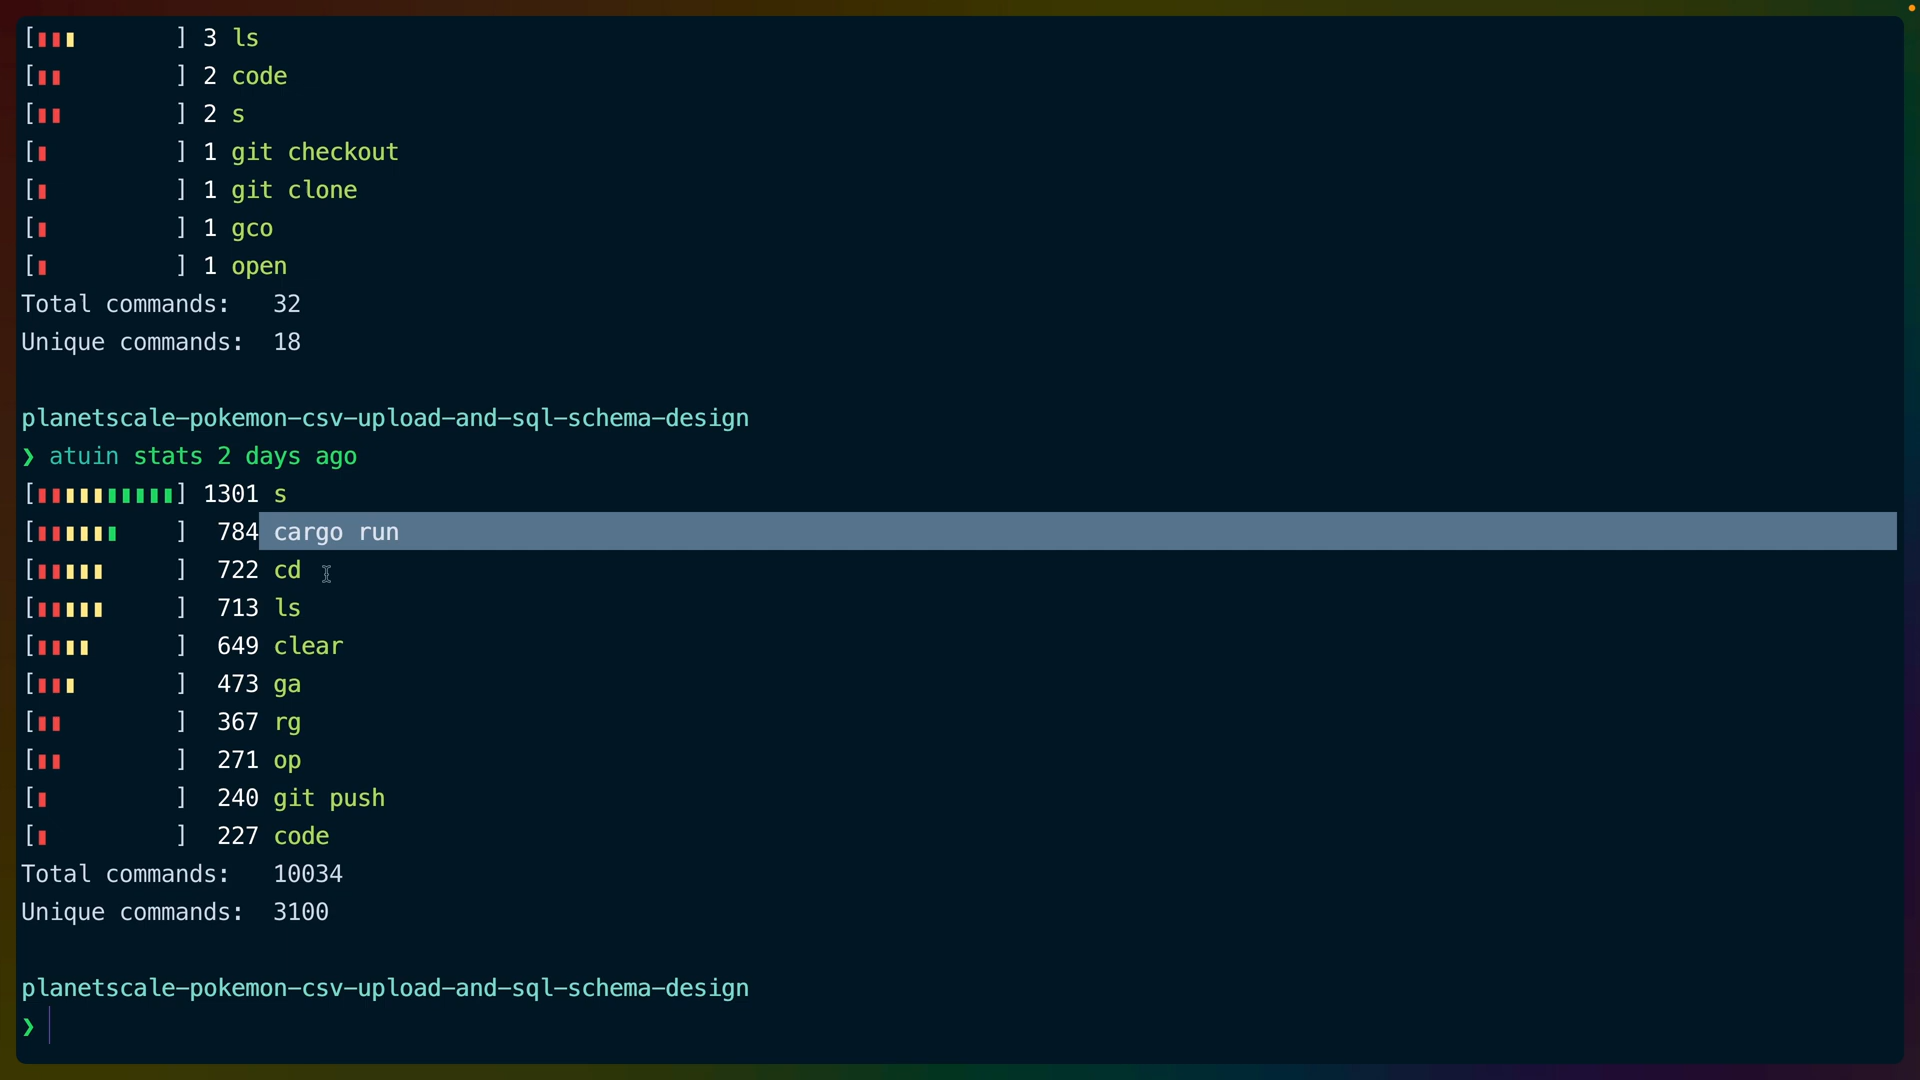 [▮▮▮       ] 3 ls
[▮▮        ] 2 code
[▮▮        ] 2 s
[▮         ] 1 git checkout
[▮         ] 1 git clone
[▮         ] 1 gco
[▮         ] 1 open
Total commands:   32
Unique commands:  18
planetscale-pokemon-csv-upload-and-sql-schema-design
❯ atuin stats 2 days ago
[▮▮▮▮▮▮▮▮▮▮] 1301 s
[▮▮▮▮▮▮    ]  784 cargo run
[▮▮▮▮▮     ]  722 cd
[▮▮▮▮▮     ]  713 ls
[▮▮▮▮      ]  649 clear
[▮▮▮       ]  473 ga
[▮▮        ]  367 rg
[▮▮        ]  271 op
[▮         ]  240 git push
[▮         ]  227 code
Total commands:   10034
Unique commands:  3100
planetscale-pokemon-csv-upload-and-sql-schema-design
❯